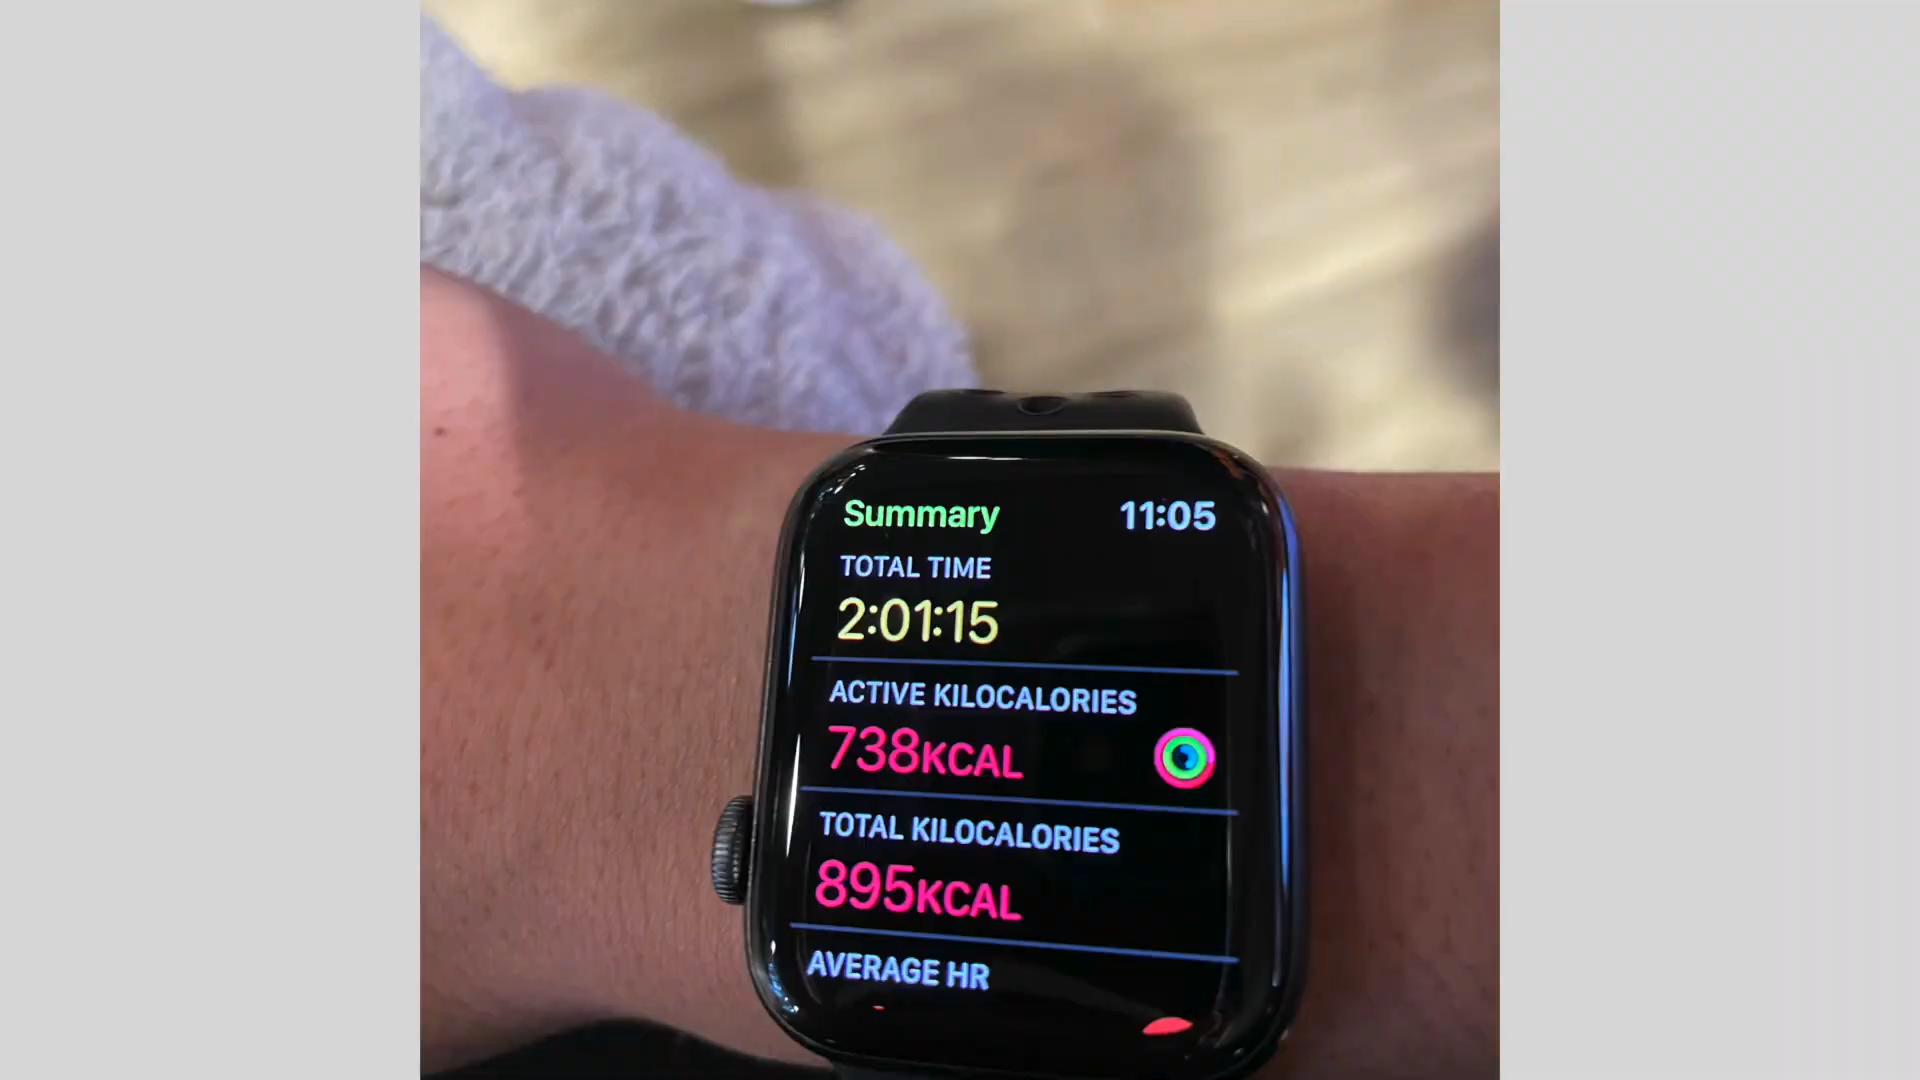 Summary 11:05
TOTAL TIME
2:01:15
ACTIVE KILOCALORIES
738KCAL
TOTAL KILOCALORIES
895KCAL
AVERAGE HR